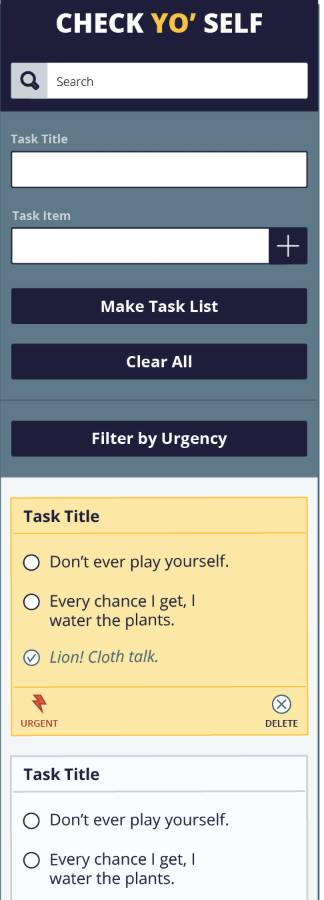 CHECK YO’ SELF
Search
Task Title
Task Item
Make Task List
Clear All
Filter by Urgency
Task Title
Don’t ever play yourself.
Every chance I get, I
water the plants.
Lion! Cloth talk.
URGENT
DELETE
Task Title
Don’t ever play yourself.
Every chance I get, I
water the plants.